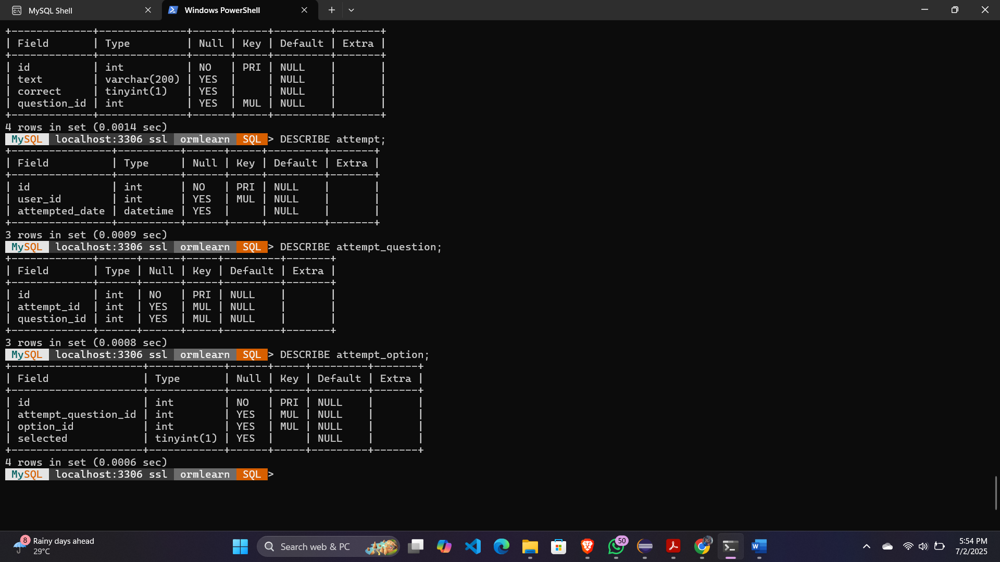 MySQL Shell
Windows PowerShell
+-------------+--------------+------+-----+---------+-------+
| Field       | Type         | Null | Key | Default | Extra |
+-------------+--------------+------+-----+---------+-------+
| id          | int          | NO   | PRI | NULL    |       |
| text        | varchar(200) | YES  |     | NULL    |       |
| correct     | tinyint(1)   | YES  |     | NULL    |       |
| question_id | int          | YES  | MUL | NULL    |       |
+-------------+--------------+------+-----+---------+-------+
4 rows in set (0.0014 sec)
MySQL localhost:3306 ssl ormlearn SQL > DESCRIBE attempt;
+----------------+----------+------+-----+---------+-------+
| Field          | Type     | Null | Key | Default | Extra |
+----------------+----------+------+-----+---------+-------+
| id             | int      | NO   | PRI | NULL    |       |
| user_id        | int      | YES  | MUL | NULL    |       |
| attempted_date | datetime | YES  |     | NULL    |       |
+----------------+----------+------+-----+---------+-------+
3 rows in set (0.0009 sec)
MySQL localhost:3306 ssl ormlearn SQL > DESCRIBE attempt_question;
+-------------+------+------+-----+---------+-------+
| Field       | Type | Null | Key | Default | Extra |
+-------------+------+------+-----+---------+-------+
| id          | int  | NO   | PRI | NULL    |       |
| attempt_id  | int  | YES  | MUL | NULL    |       |
| question_id | int  | YES  | MUL | NULL    |       |
+-------------+------+------+-----+---------+-------+
3 rows in set (0.0008 sec)
MySQL localhost:3306 ssl ormlearn SQL > DESCRIBE attempt_option;
+---------------------+------------+------+-----+---------+-------+
| Field               | Type       | Null | Key | Default | Extra |
+---------------------+------------+------+-----+---------+-------+
| id                  | int        | NO   | PRI | NULL    |       |
| attempt_question_id | int        | YES  | MUL | NULL    |       |
| option_id           | int        | YES  | MUL | NULL    |       |
| selected            | tinyint(1) | YES  |     | NULL    |       |
+---------------------+------------+------+-----+---------+-------+
4 rows in set (0.0006 sec)
MySQL localhost:3306 ssl ormlearn SQL >
8
Rainy days ahead
29°C
Search web & PC
50
W
5:54 PM
7/2/2025